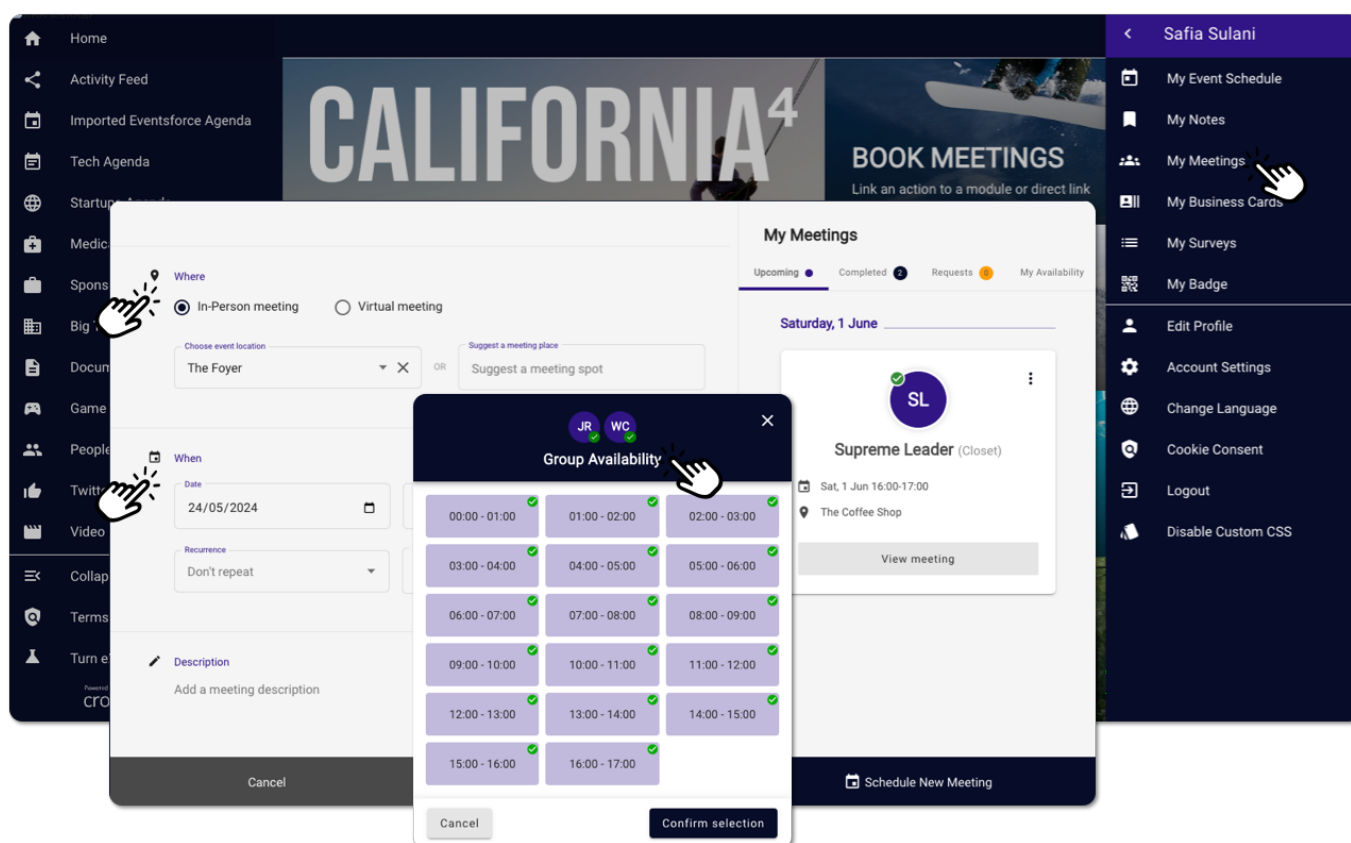 Home
Activity Feed
Imported Eventsforce Agenda
Tech Agenda
Startups Agenda
Medic
Spons
Big
Docum
Game
People
Twitt
Video
Collap
Terms
Turn e
Powered
cro
CALIFORNIA⁴
BOOK MEETINGS
Link an action to a module or direct link
Safia Sulani
My Event Schedule
My Notes
My Meetings
My Business Cards
My Surveys
My Badge
Edit Profile
Account Settings
Change Language
Cookie Consent
Logout
Disable Custom CSS
Where
In-Person meeting
Virtual meeting
Choose event location
The Foyer
OR
Suggest a meeting place
Suggest a meeting spot
When
Date
24/05/2024
Recurrence
Don't repeat
Description
Add a meeting description
Cancel
JR WC
Group Availability
00:00 - 01:00 01:00 - 02:00 02:00 - 03:00
03:00 - 04:00 04:00 - 05:00 05:00 - 06:00
06:00 - 07:00 07:00 - 08:00 08:00 - 09:00
09:00 - 10:00 10:00 - 11:00 11:00 - 12:00
12:00 - 13:00 13:00 - 14:00 14:00 - 15:00
15:00 - 16:00 16:00 - 17:00
Cancel
Confirm selection
My Meetings
Upcoming Completed 2 Requests 0 My Availability
Saturday, 1 June
SL
Supreme Leader (Closet)
Sat, 1 Jun 16:00-17:00
The Coffee Shop
View meeting
Schedule New Meeting